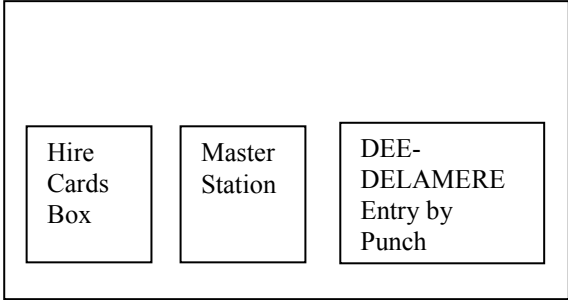 Hire
Cards
Box
Master
Station
DEE-
DELAMERE
Entry by
Punch